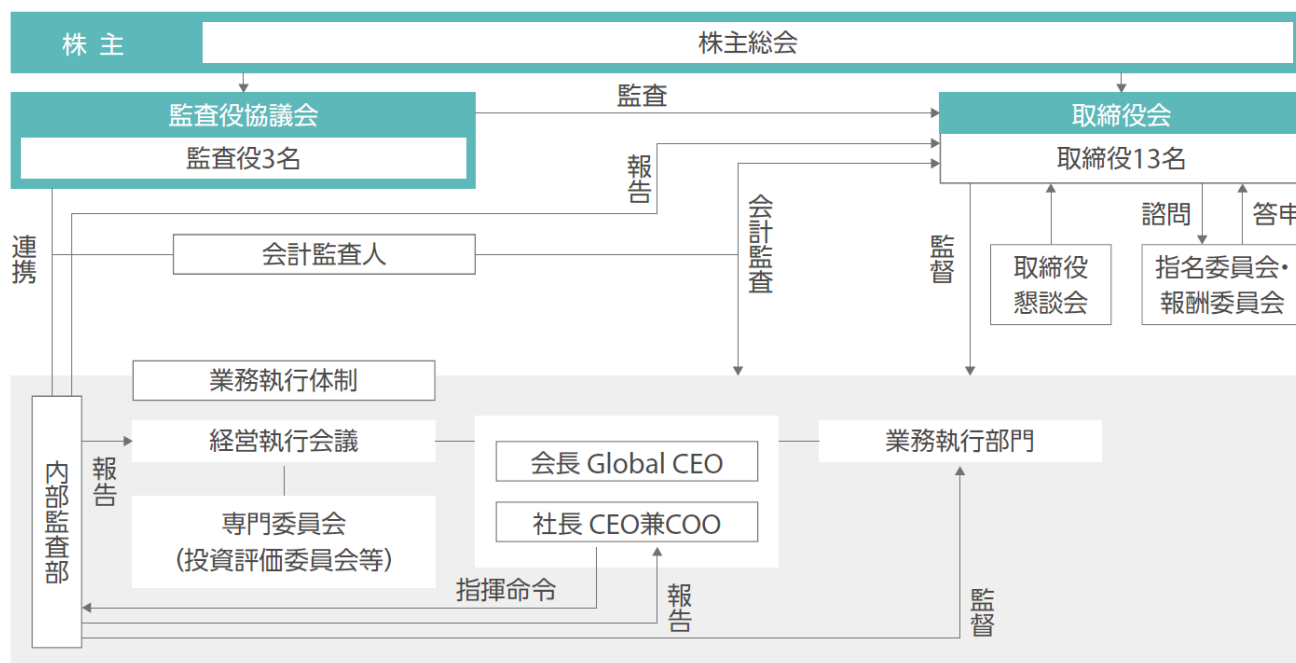 株 主
株主総会
監査役協議会
監査役3名
監査
取締役会
取締役13名
報告
会計監査
会計監査人
連携
監督
諮問
答申
取締役
懇談会
指名委員会・
報酬委員会
業務執行体制
内部監査部
報告
経営執行会議
専門委員会
(投資評価委員会等)
会長 Global CEO
社長 CEO兼COO
業務執行部門
指揮命令
報告
監督